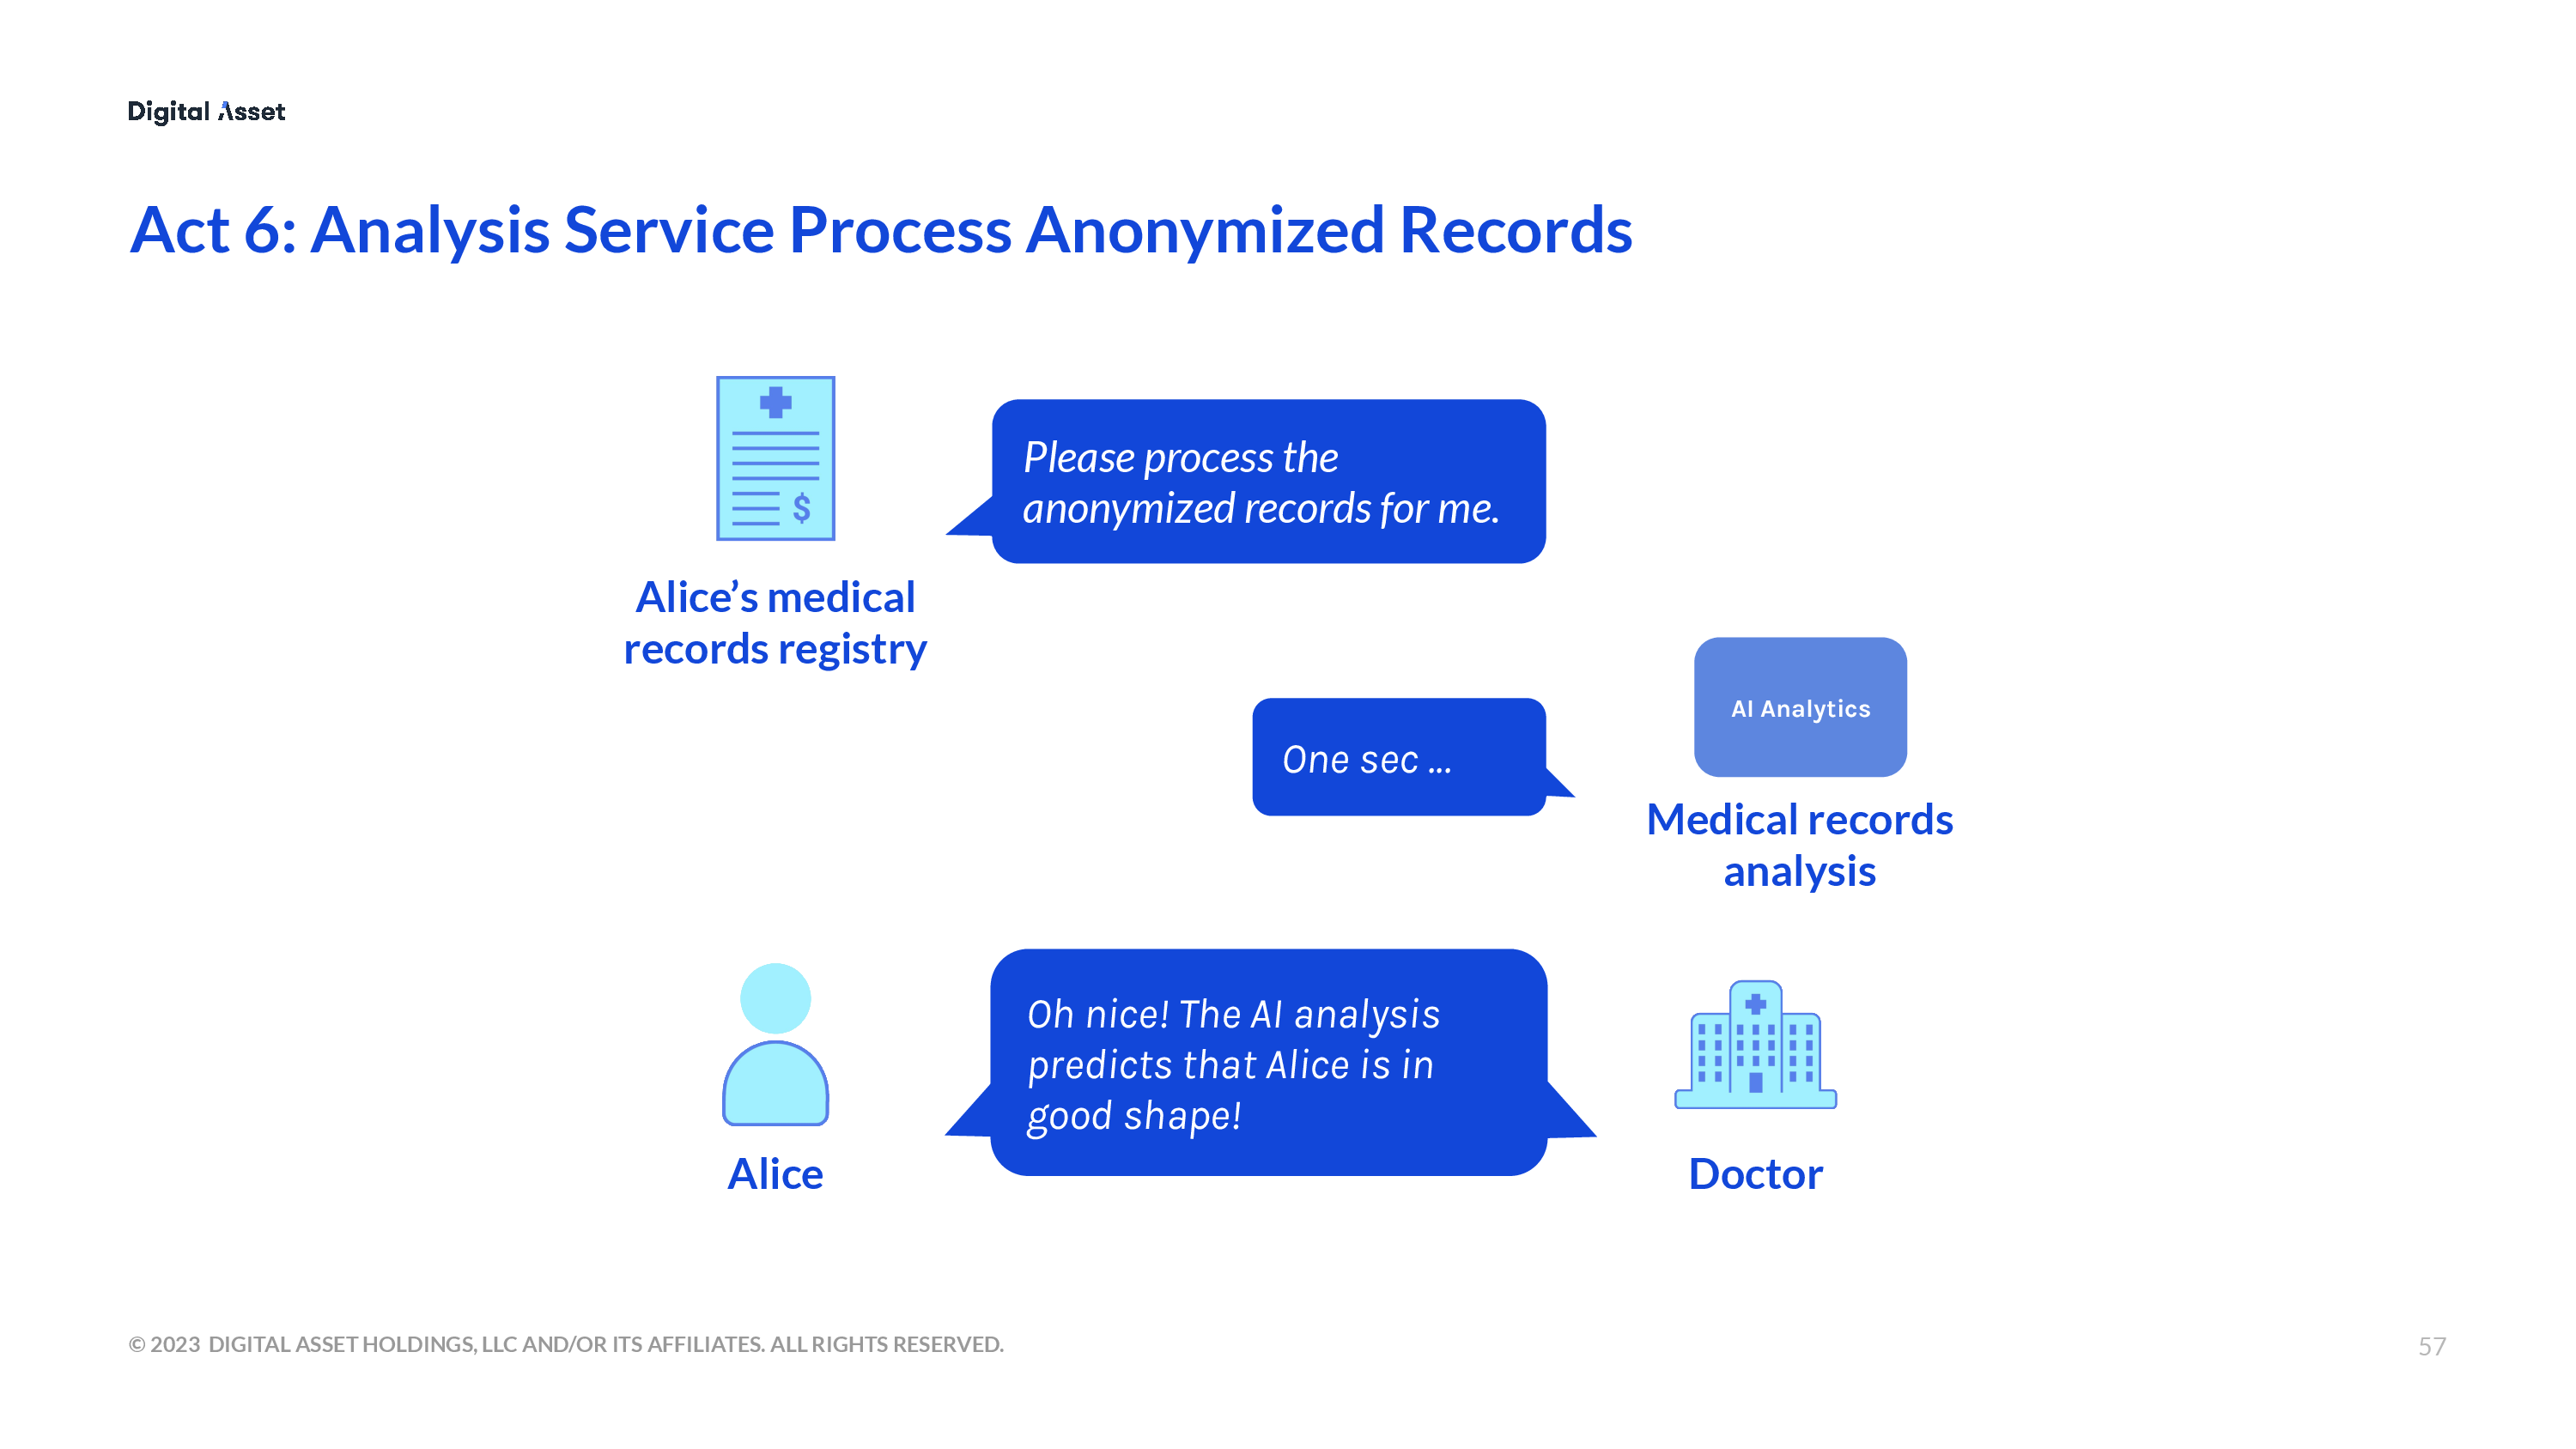 Digital Asset
Act 6: Analysis Service Process Anonymized Records
$
Please process the
anonymized records for me.
Alice’s medical
records registry
AI Analytics
One sec ...
Medical records
analysis
Oh nice! The AI analysis
predicts that Alice is in
good shape!
Alice
Doctor
© 2023 DIGITAL ASSET HOLDINGS, LLC AND/OR ITS AFFILIATES. ALL RIGHTS RESERVED.
57